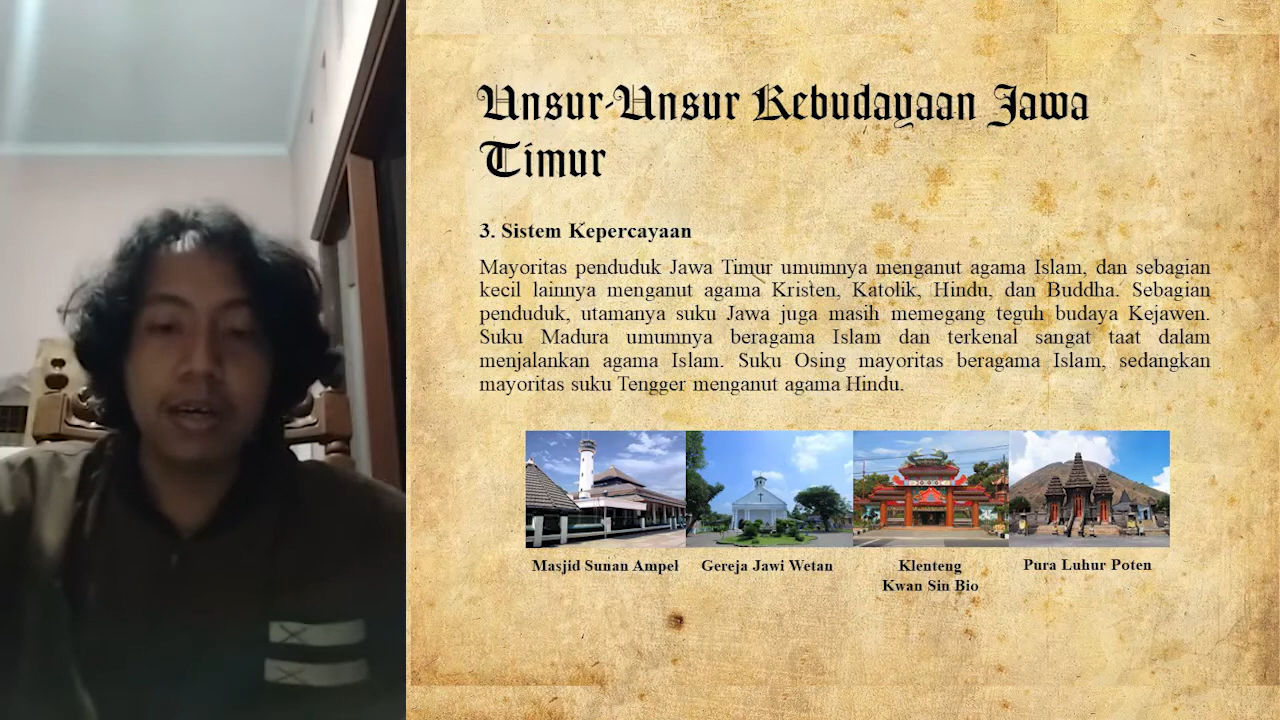 Unsur-Unsur Kebudayaan Jawa
Timur
3. Sistem Kepercayaan
Mayoritas penduduk Jawa Timur umumnya menganut agama Islam, dan sebagian
kecil lainnya menganut agama Kristen, Katolik, Hindu, dan Buddha. Sebagian
penduduk, utamanya suku Jawa juga masih memegang teguh budaya Kejawen.
Suku Madura umumnya beragama Islam dan terkenal sangat taat dalam
menjalankan agama Islam. Suku Osing mayoritas beragama Islam, sedangkan
mayoritas suku Tengger menganut agama Hindu.
Masjid Sunan Ampel
Gereja Jawi Wetan
Klenteng
Kwan Sin Bio
Pura Luhur Poten